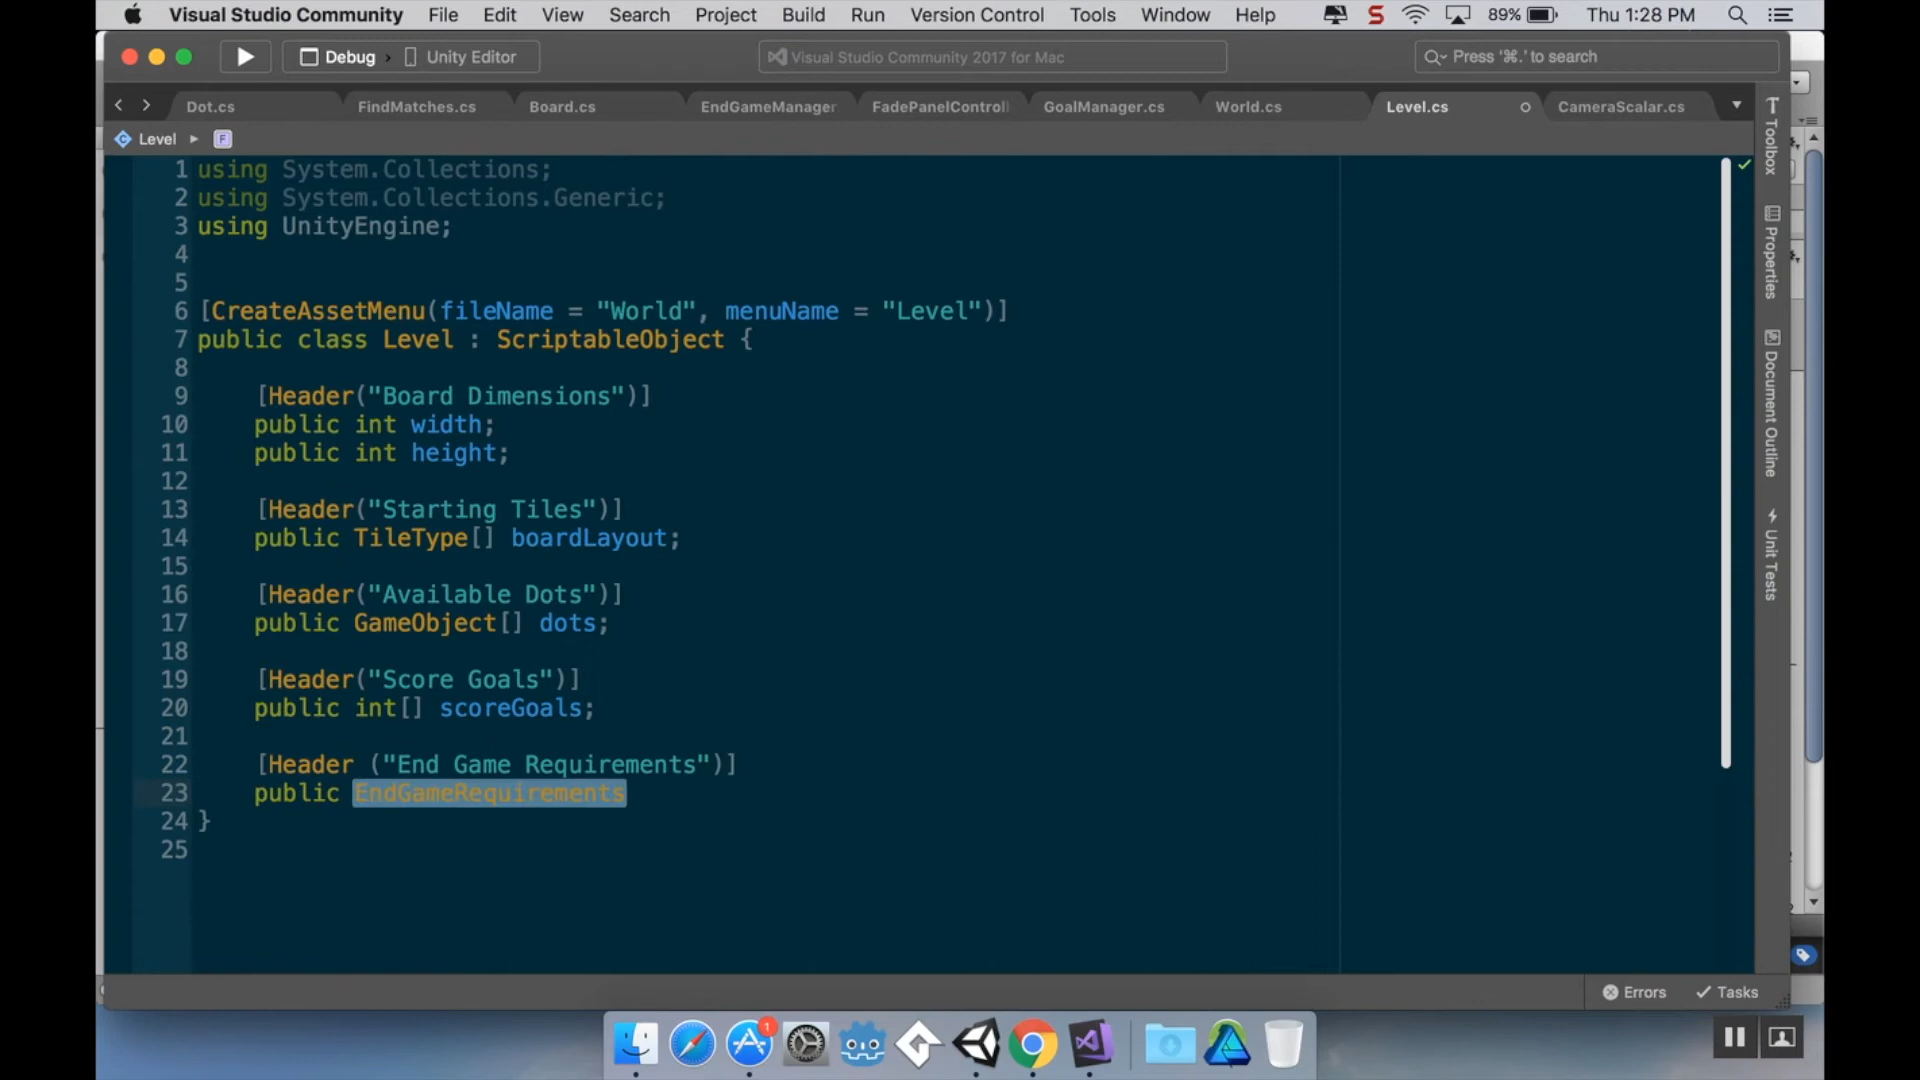 Visual Studio Community File Edit View Search Project Build Run Version Control Tools Window Help S 89% Thu 1:28 PM
Debug › Unity Editor Visual Studio Community 2017 for Mac Press '⌘.' to search
Dot.cs FindMatches.cs Board.cs EndGameManager FadePanelControll GoalManager.cs World.cs Level.cs CameraScalar.cs
C Level F
1 using System.Collections;
2 using System.Collections.Generic;
3 using UnityEngine;
4
5
6 [CreateAssetMenu(fileName = "World", menuName = "Level")]
7 public class Level : ScriptableObject {
8
9 [Header("Board Dimensions")]
10 public int width;
11 public int height;
12
13 [Header("Starting Tiles")]
14 public TileType[] boardLayout;
15
16 [Header("Available Dots")]
17 public GameObject[] dots;
18
19 [Header("Score Goals")]
20 public int[] scoreGoals;
21
22 [Header ("End Game Requirements")]
23 public EndGameRequirements
24 }
25
Toolbox
Properties
Document Outline
Unit Tests
Errors Tasks
1